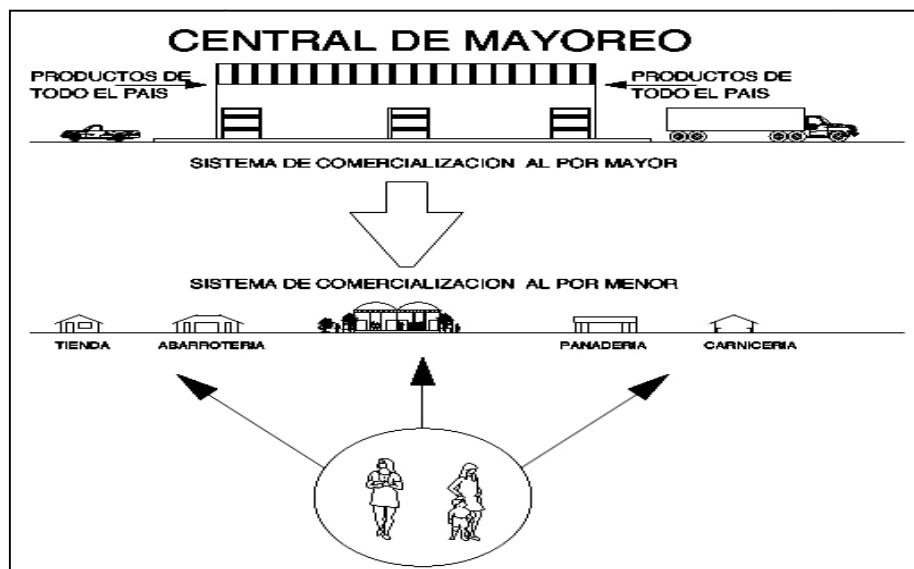 CENTRAL DE MAYOREO
PRODUCTOS DE
TODO EL PAIS
PRODUCTOS DE
TODO EL PAIS
SISTEMA DE COMERCIALIZACION AL POR MAYOR
SISTEMA DE COMERCIALIZACION AL POR MENOR
TIENDA
ABARROTERIA
PANADERIA
CARNICERIA